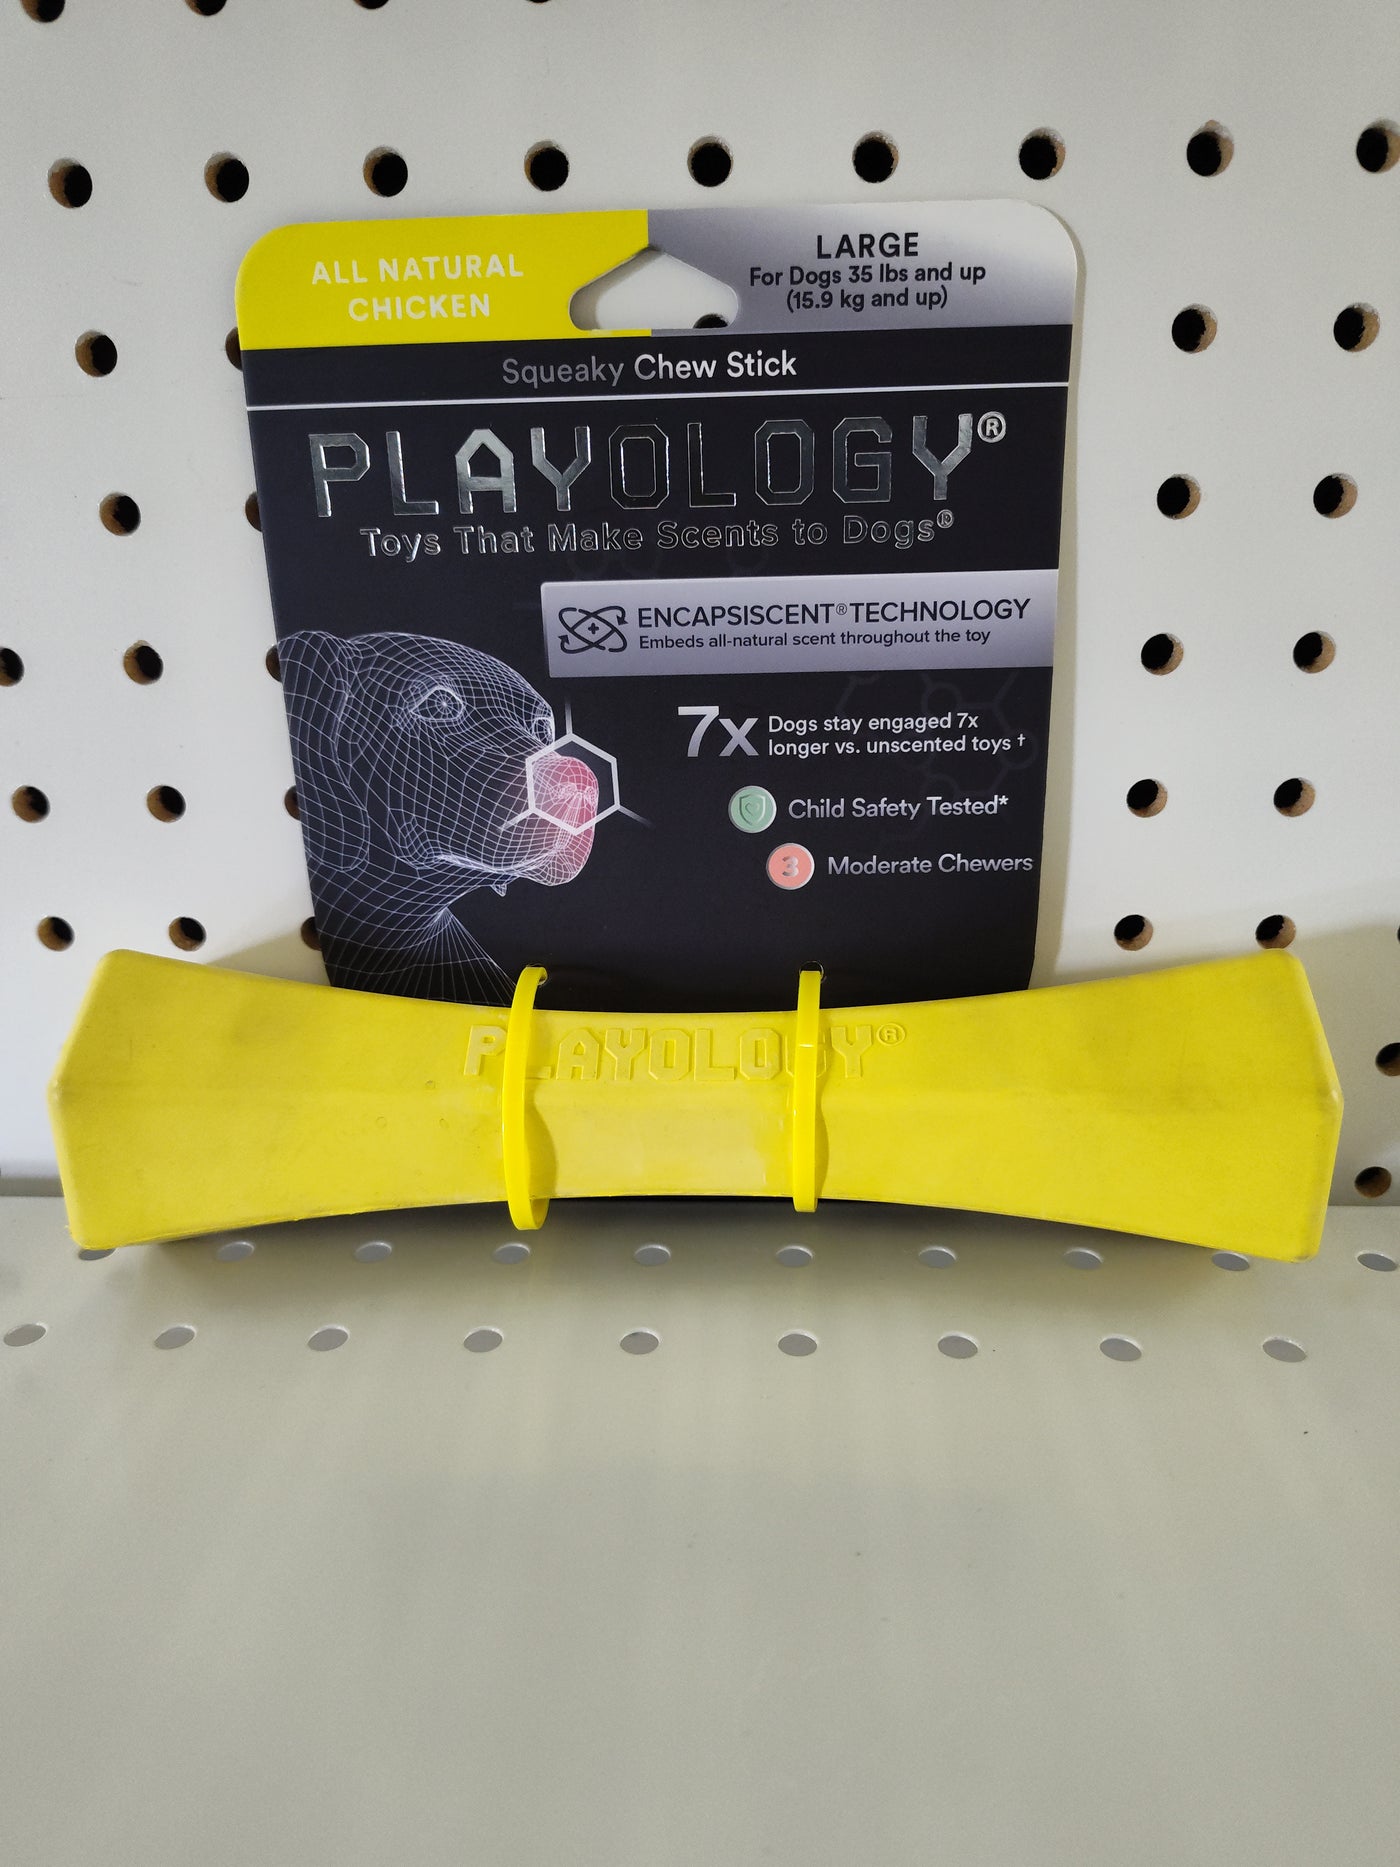 ALL NATURAL
CHICKEN
LARGE
For Dogs 35 lbs and up
(15.9 kg and up)
Squeaky Chew Stick
PLAYOLOGY®
Toys That Make Scents to Dogs®
ENCAPSISCENT® TECHNOLOGY
Embeds all-natural scent throughout the toy
7x Dogs stay engaged 7x
longer vs. unscented toys †
Child Safety Tested*
3 Moderate Chewers
PLAYOLOGY®